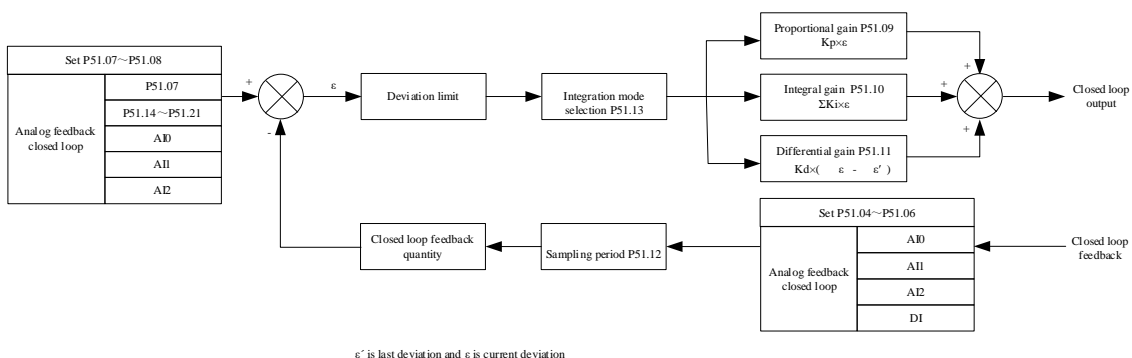 Set P51.07～P51.08
Analog feedback
closed loop
P51.07
P51.14～P51.21
AI0
AI1
AI2
+
-
ε
Deviation limit
Integration mode
selection P51.13
Proportional gain P51.09
Kp×ε
Integral gain P51.10
ΣKi×ε
Differential gain P51.11
Kd×( ε - ε′ )
+
+
+
Closed loop
output
Closed loop feedback
quantity
Sampling period P51.12
Set P51.04～P51.06
Analog feedback
closed loop
AI0
AI1
AI2
DI
Closed loop
feedback
ε′ is last deviation and ε is current deviation